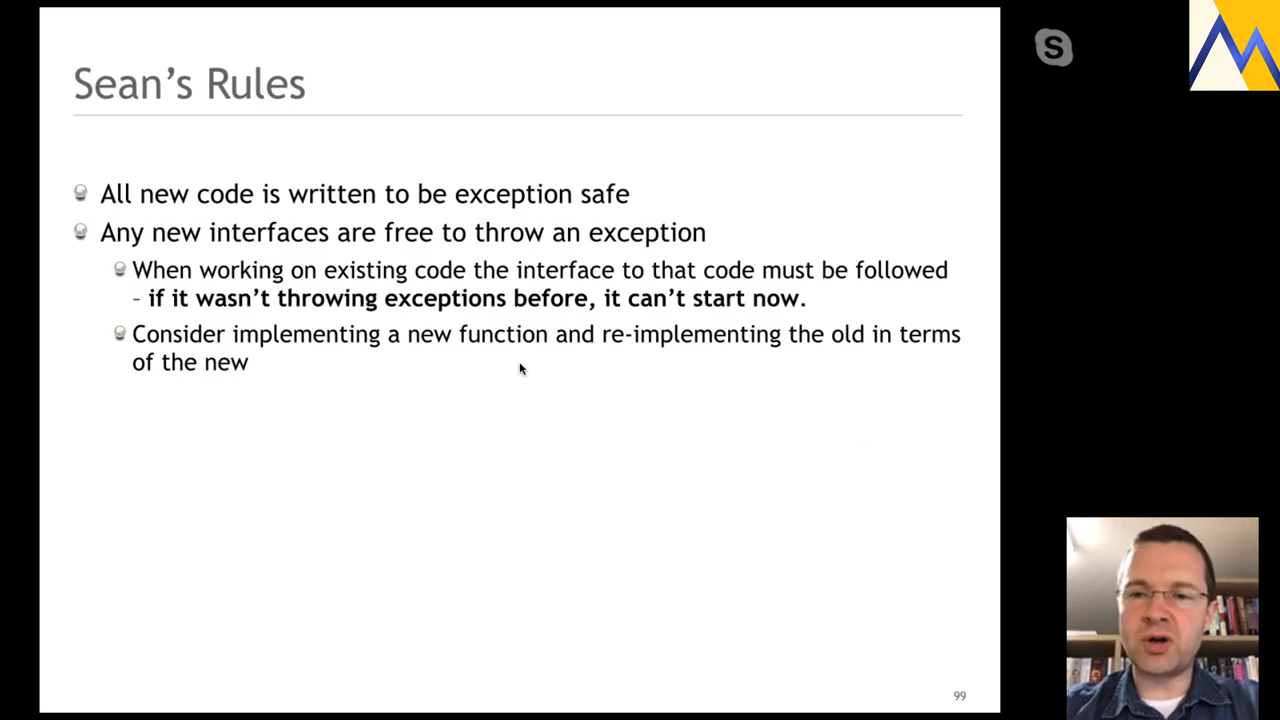 Sean's Rules
All new code is written to be exception safe
Any new interfaces are free to throw an exception
When working on existing code the interface to that code must be followed
– if it wasn't throwing exceptions before, it can't start now.
Consider implementing a new function and re-implementing the old in terms
of the new
99
S